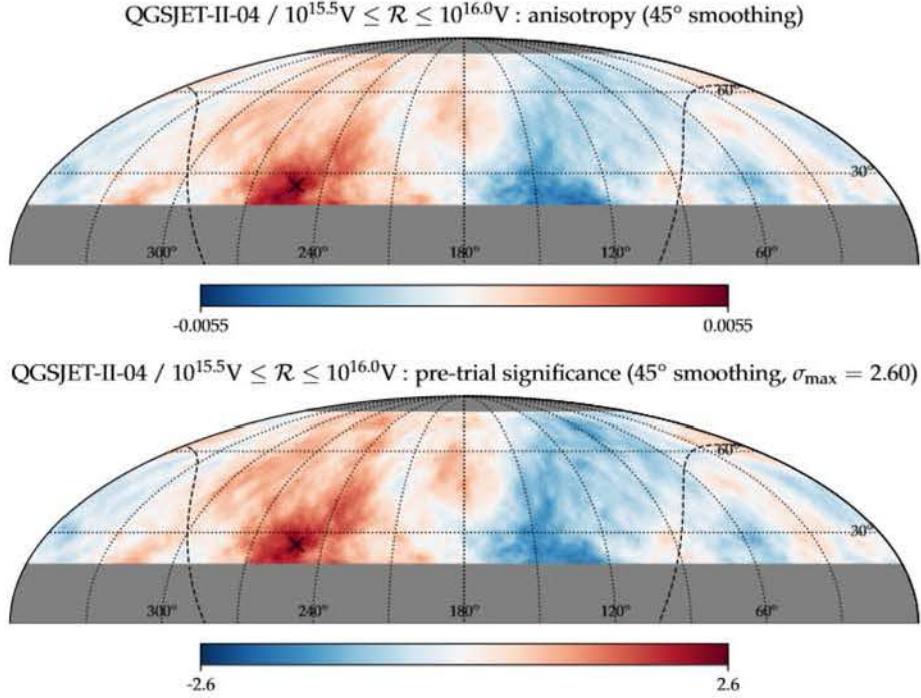 QGSJET-II-04 / 10^15.5V ≤ R ≤ 10^16.0V : anisotropy (45° smoothing)
60°
30°
300° 240° 180° 120° 60°
-0.0055 0.0055
QGSJET-II-04 / 10^15.5V ≤ R ≤ 10^16.0V : pre-trial significance (45° smoothing, σmax = 2.60)
60°
30°
300° 240° 180° 120° 60°
-2.6 2.6